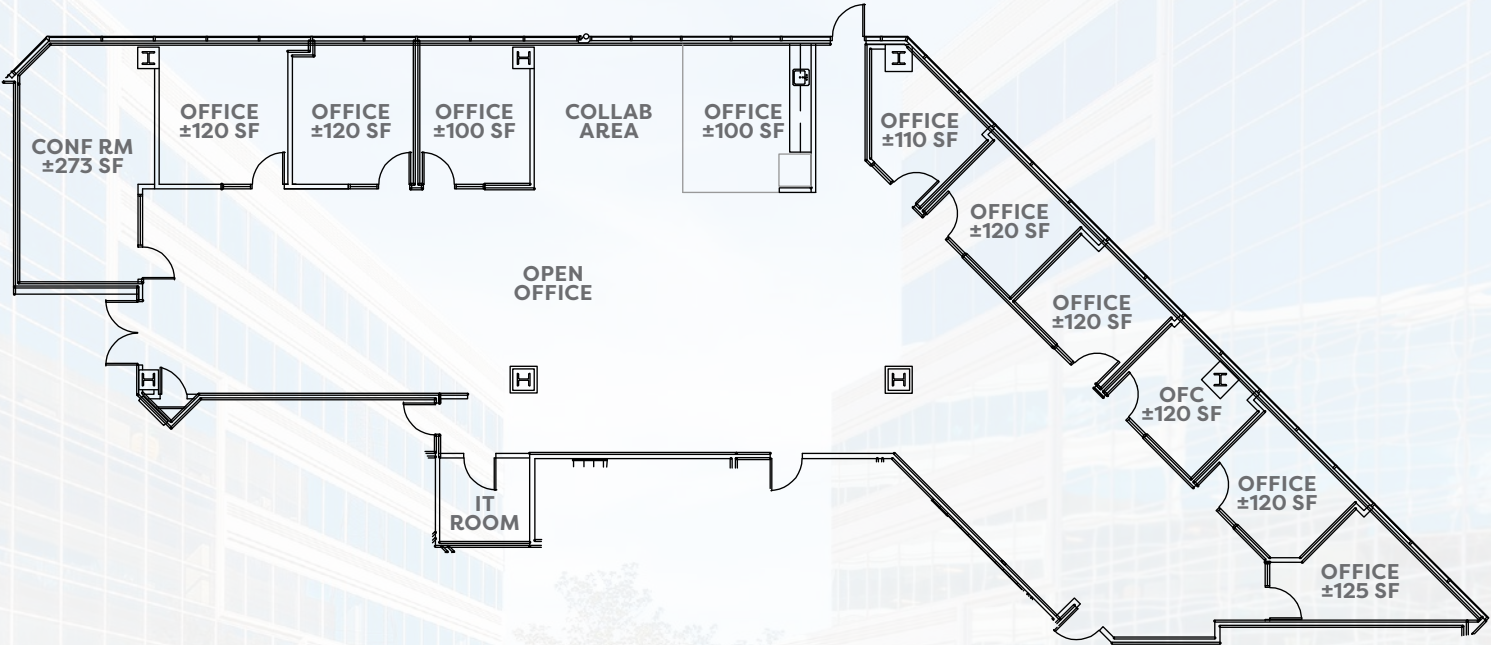 CONF RM
±273 SF
OFFICE
±120 SF
OFFICE
±120 SF
OFFICE
±100 SF
COLLAB
AREA
OFFICE
±100 SF
OFFICE
±110 SF
OFFICE
±120 SF
OPEN
OFFICE
OFFICE
±120 SF
OFC
±120 SF
OFFICE
±120 SF
IT
ROOM
OFFICE
±125 SF